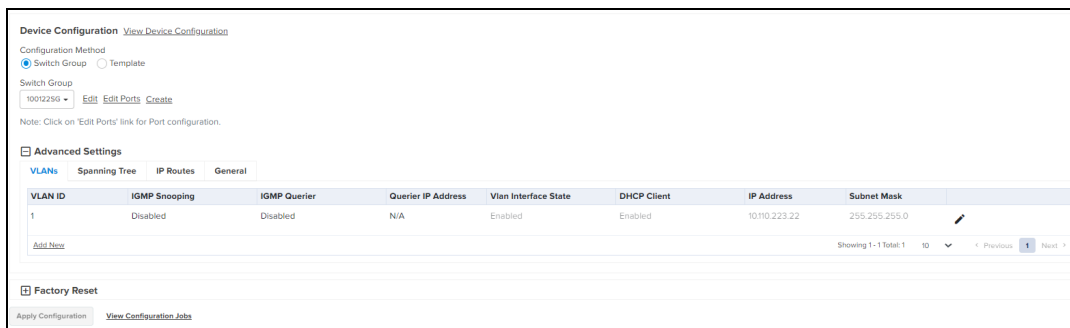 Device Configuration View Device Configuration
Configuration Method
Switch Group Template
Switch Group
100122SG Edit Edit Ports Create
Note: Click on 'Edit Ports' link for Port configuration.
Advanced Settings
VLANs Spanning Tree IP Routes General
VLAN ID IGMP Snooping IGMP Querier Querier IP Address Vlan Interface State DHCP Client IP Address Subnet Mask
1 Disabled Disabled N/A Enabled Enabled 10.110.223.22 255.255.255.0
Add New Showing 1 - 1 Total: 1 10 < Previous 1 Next >
Factory Reset
Apply Configuration View Configuration Jobs